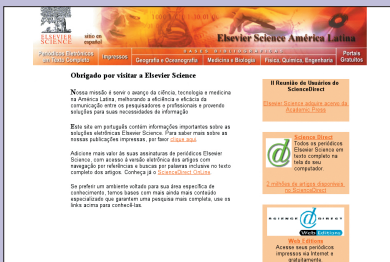 ELSEVIER
SCIENCE
sítio en
español
Elsevier Science América Latina
BASES BIBLIOGRÁFICAS
Periódicos Eletrônicos
em Texto Completo
Impressos
Geografia e Oceanografia
Medicina e Biologia
Física, Química, Engenharia
Portais
Gratuitos
Obrigado por visitar a Elsevier Science
Nossa missão é servir o avanço da ciência, tecnologia e medicina
na América Latina, melhorando a eficiência e eficácia da
comunicação entre os pesquisadores e profissionais e provendo
soluções para suas necessidades de informação
Este site em português contém informações importantes sobre as
soluções eletrônicas Elsevier Science. Para saber mais sobre as
nossas publicações impressas, por favor clique aqui.
Adicione mais valor às suas assinaturas de periódicos Elsevier
Science, com acesso à versão eletrônica dos artigos com
navegação por referências e buscas por palavras inclusive no texto
completo dos artigos. Conheça já o ScienceDirect OnLine
Se preferir um ambiente voltado para sua área específica de
conhecimento, temos bases com mais ainda mais conteúdo
especializado que garantem uma pesquisa mais completa, use os
links acima para conhecê-las.
II Reunião de Usuários do
ScienceDirect
Elsevier Science adquire acesso da
Academic Press
Science Direct
Todos os periódicos
Elsevier Science em
texto completo na
tela do seu
computador.
2 milhões de artigos disponíveis
no ScienceDirect
SCIENCE DIRECT
Web Editions
Web Editions
Acesse seus periódicos
impressos via Internet e
gratuitamente.